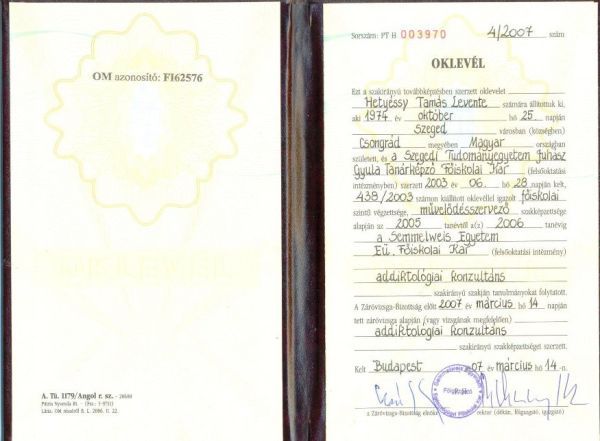 OM azonosító: FI62576
A. Tü. 1179/Angol r. sz.
Sorszám: PT H 003970 4/2007 szám
OKLEVÉL
Ezt a szakirányú továbbképzésben szerzett oklevelet
Hetyéssy Tamás Levente számára állítottuk ki,
aki 1974 év október hó 25. napján
Szeged városban (községben)
Csongrád megyében Magyar országban
született, és a Szegedi Tudományegyetem Juhász
Gyula Tanárképző Főiskolai Kar (felsőoktatási
intézményben) szerzett 2003 év 06. hó 28 napján kelt,
438/2003 számon kiállított oklevéllel igazolt főiskolai
szintű végzettsége, művelődésszervező szakképzettsége
alapján az 2005 tanévtől a(z) 2006 tanévig
a Semmelweis Egyetem
Eü. Főiskolai Kar (felsőoktatási intézmény)
addiktológiai konzultáns
szakirányú szakján tanulmányokat folytatott.
A Záróvizsga-Bizottság előtt 2007 év március hó 14 napján
tett záróvizsga alapján (vagy vizsgának megfelelően)
addiktológiai konzultáns
szakirányú szakképzettséget szerzett.
Kelt Budapest 07 év március 14 -n.
a Záróvizsga-Bizottság elnöke rektor (dékán, főigazgató, igazgató)